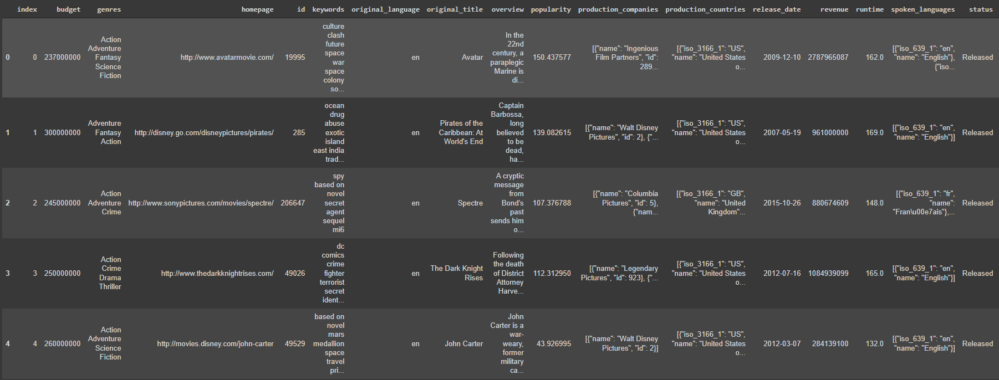 index budget genres homepage id keywords original_language original_title overview popularity production_companies production_countries release_date revenue runtime spoken_languages status
0 0 237000000 Action Adventure Fantasy Science Fiction http://www.avatarmovie.com/ 19995 culture clash future space war space colony so... en Avatar In the 22nd century, a paraplegic Marine is di... 150.437577 [{"name": "Ingenious Film Partners", "id": 289... [{"iso_3166_1": "US", "name": "United States o... 2009-12-10 2787965087 162.0 [{"iso_639_1": "en", "name": "English"}, {"iso... Released
1 1 300000000 Adventure Fantasy Action http://disney.go.com/disneypictures/pirates/ 285 ocean drug abuse exotic island east india trad... en Pirates of the Caribbean: At World's End Captain Barbossa, long believed to be dead, ha... 139.082615 [{"name": "Walt Disney Pictures", "id": 2}, {"... [{"iso_3166_1": "US", "name": "United States o... 2007-05-19 961000000 169.0 [{"iso_639_1": "en", "name": "English"}] Released
2 2 245000000 Action Adventure Crime http://www.sonypictures.com/movies/spectre/ 206647 spy based on novel secret agent sequel mi6 en Spectre A cryptic message from Bond's past sends him o... 107.376788 [{"name": "Columbia Pictures", "id": 5}, {"nam... [{"iso_3166_1": "GB", "name": "United Kingdom"... 2015-10-26 880674609 148.0 [{"iso_639_1": "fr", "name": "Fran\u00e7ais"},... Released
3 3 250000000 Action Crime Drama Thriller http://www.thedarkknightrises.com/ 49026 dc comics crime fighter terrorist secret ident... en The Dark Knight Rises Following the death of District Attorney Harve... 112.312950 [{"name": "Legendary Pictures", "id": 923}, {"... [{"iso_3166_1": "US", "name": "United States o... 2012-07-16 1084939099 165.0 [{"iso_639_1": "en", "name": "English"}] Released
4 4 260000000 Action Adventure Science Fiction http://movies.disney.com/john-carter 49529 based on novel mars medallion space travel pri... en John Carter John Carter is a war-weary, former military ca... 43.926995 [{"name": "Walt Disney Pictures", "id": 2}] [{"iso_3166_1": "US", "name": "United States o... 2012-03-07 284139100 132.0 [{"iso_639_1": "en", "name": "English"}] Released